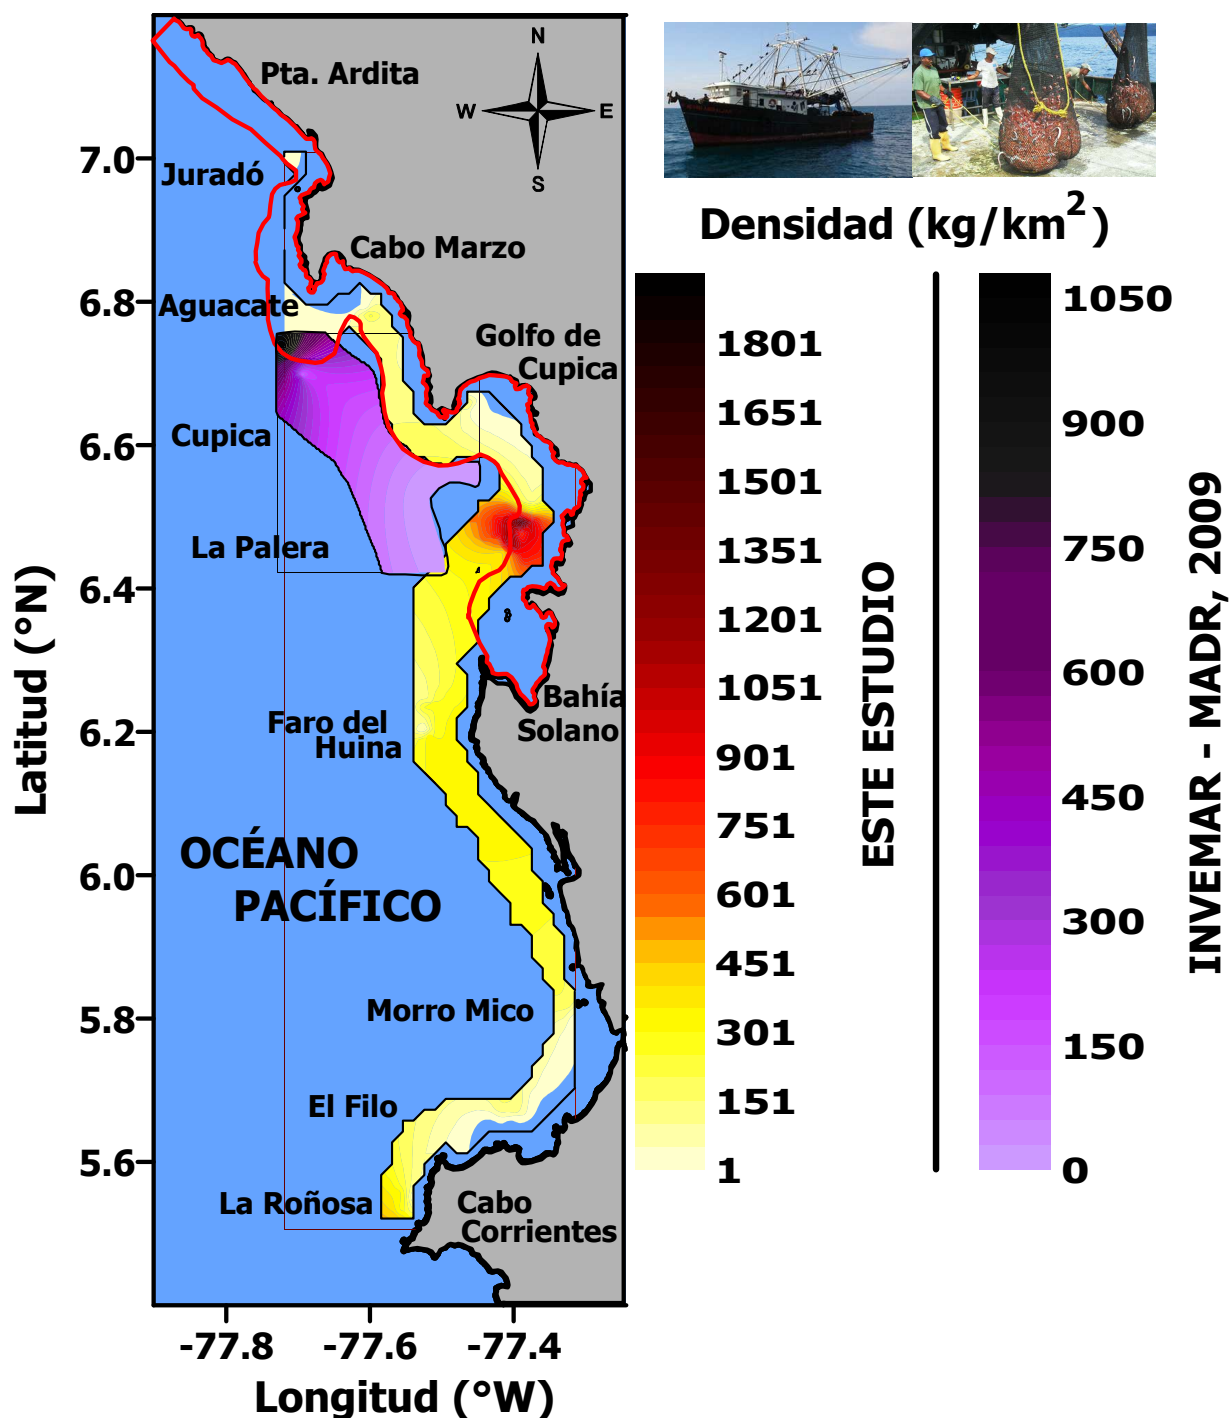 N
W
E
S
Pta. Ardita
Juradó
Cabo Marzo
Aguacate
Golfo de
Cupica
Cupica
La Palera
Bahía
Solano
Faro del
Huina
OCÉANO
PACÍFICO
Morro Mico
El Filo
La Roñosa
Cabo
Corrientes
7.0
6.8
6.6
6.4
6.2
6.0
5.8
5.6
Latitud (°N)
-77.8
-77.6
-77.4
Longitud (°W)
Densidad (kg/km²)
1801
1651
1501
1351
1201
1051
901
751
601
451
301
151
1
ESTE ESTUDIO
1050
900
750
600
450
300
150
0
INVEMAR - MADR, 2009